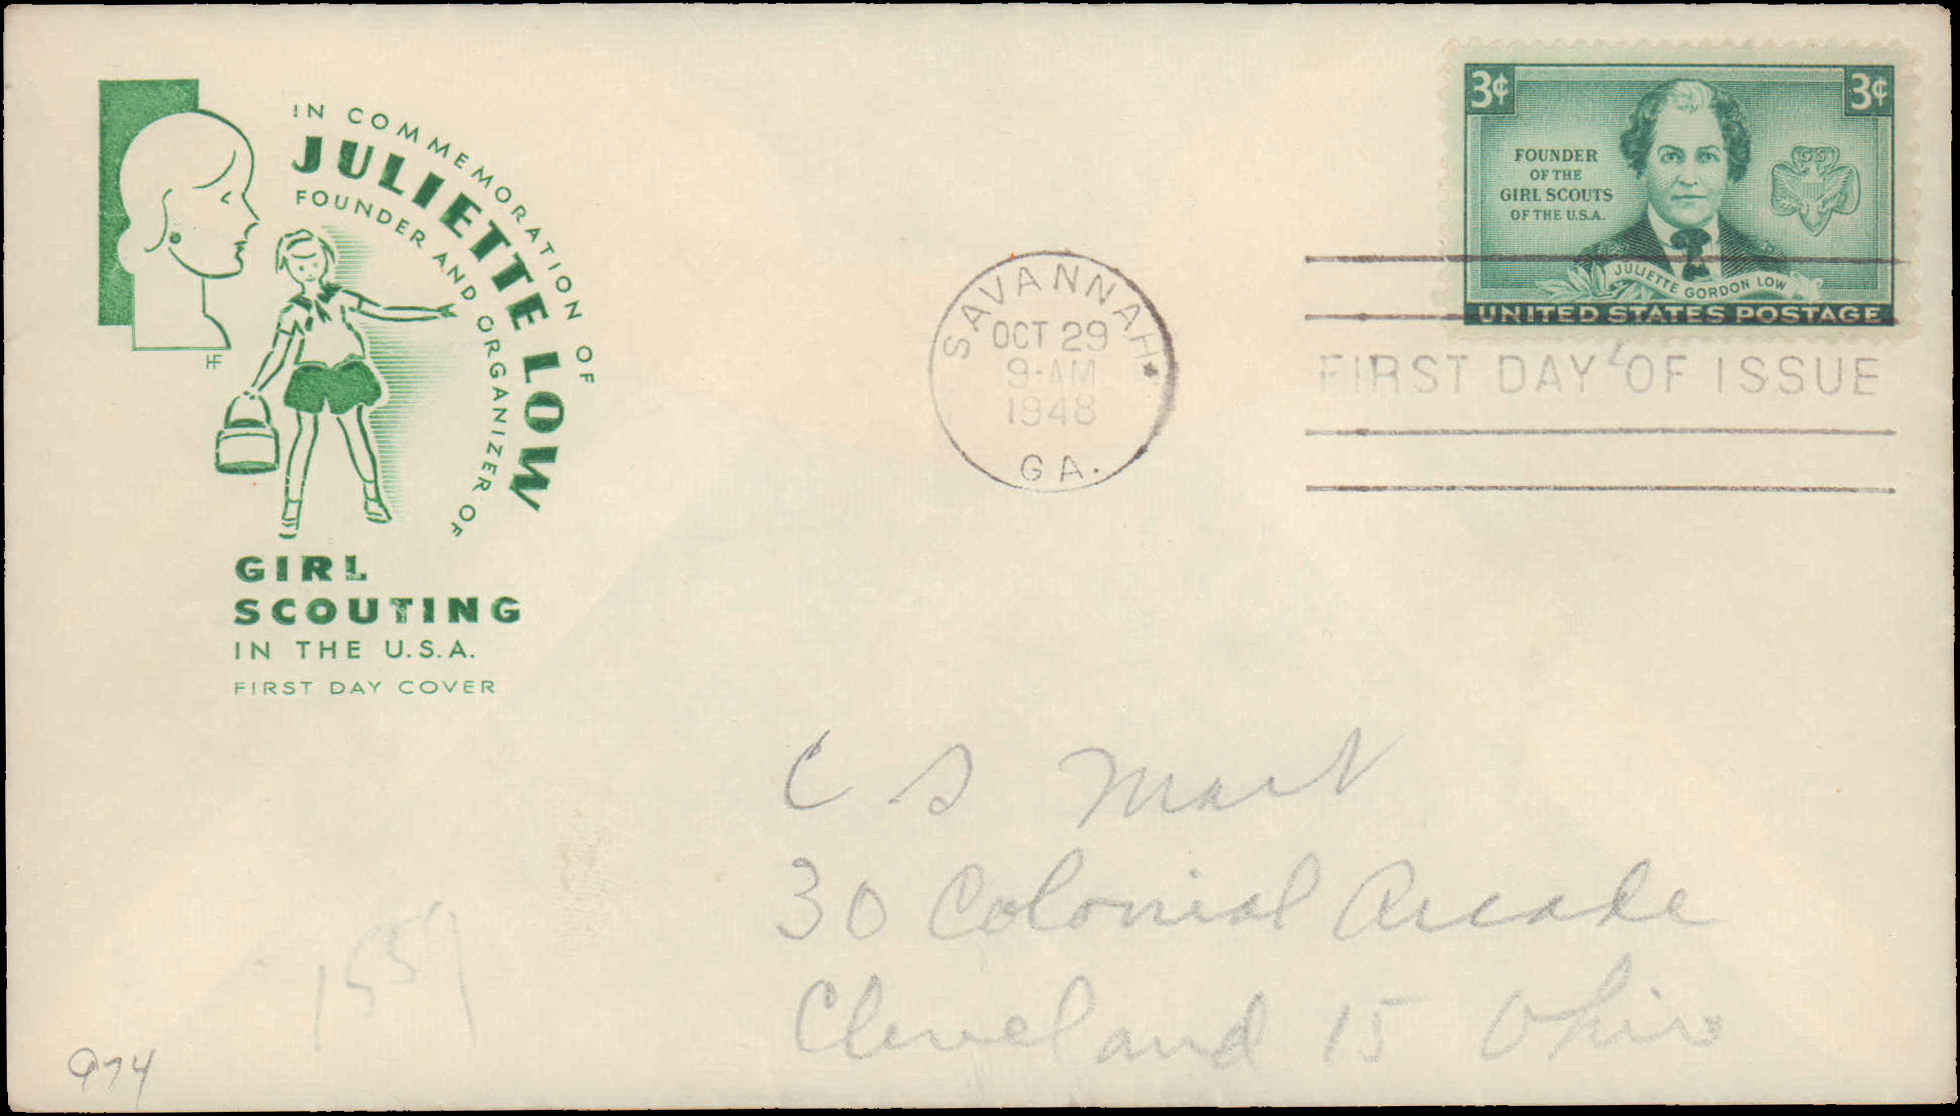 IN COMMEMORATION OF
JULIETTE LOW
FOUNDER AND ORGANIZER OF
GIRL
SCOUTING
IN THE U.S.A.
FIRST DAY COVER
HF
SAVANNAH
OCT 29
9-AM
1948
GA.
3¢ 3¢
FOUNDER
OF THE
GIRL SCOUTS
OF THE U.S.A.
GS
JULIETTE GORDON LOW
UNITED STATES POSTAGE
FIRST DAY OF ISSUE
C S Mart
30 Colonial Arcade
Cleveland 15 Ohio
1559
974